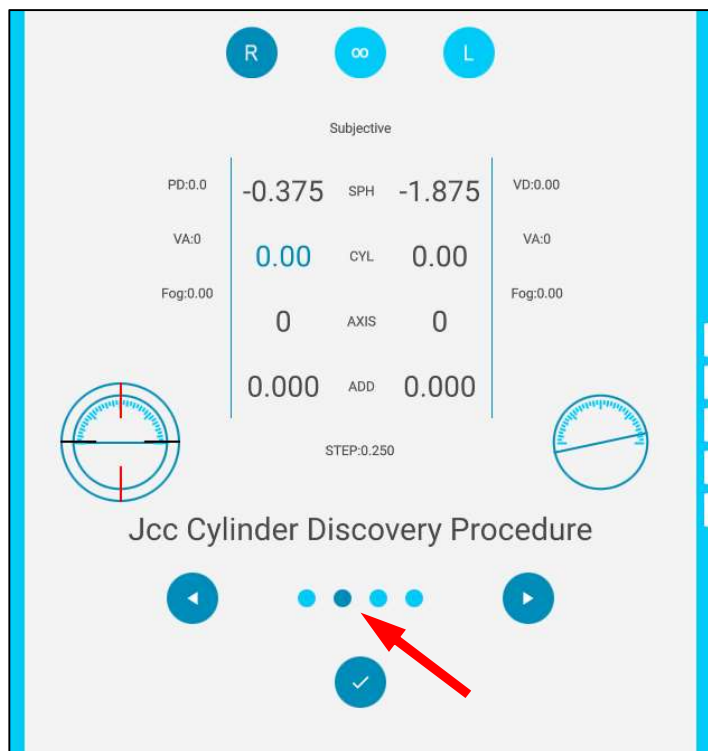 R ∞ L
Subjective
PD:0.0 -0.375 SPH -1.875 VD:0.00
VA:0 0.00 CYL 0.00 VA:0
Fog:0.00 0 AXIS 0 Fog:0.00
0.000 ADD 0.000
STEP:0.250
Jcc Cylinder Discovery Procedure